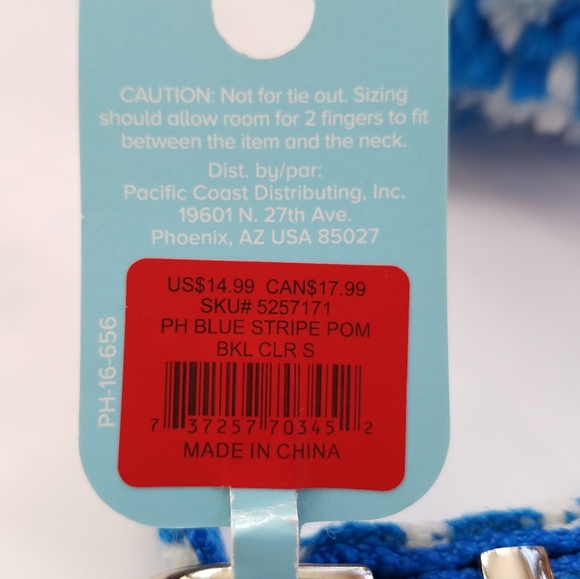 CAUTION: Not for tie out. Sizing
should allow room for 2 fingers to fit
between the item and the neck.
Dist. by/par:
Pacific Coast Distributing, Inc.
19601 N. 27th Ave.
Phoenix, AZ USA 85027
US$14.99 CAN$17.99
SKU# 5257171
PH BLUE STRIPE POM
BKL CLR S
7 37257 70345 2
MADE IN CHINA
PH-16-656